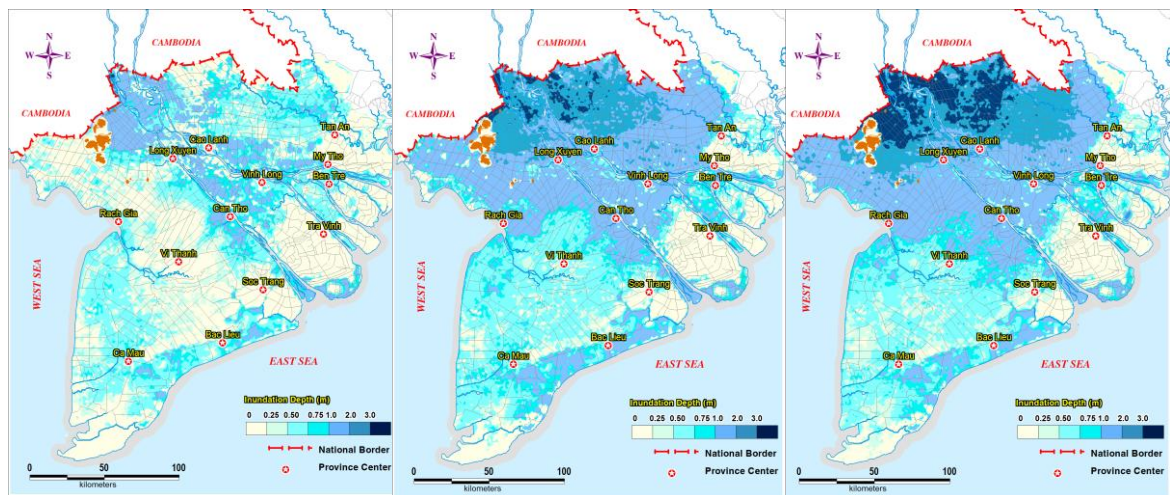 N
W E
S
CAMBODIA
CAMBODIA
Tan An
Cao Lanh
Long Xuyen
My Tho
Vinh Long
Ben Tre
Rach Gia
Can Tho
Tra Vinh
Vi Thanh
WEST SEA
Soc Trang
Bac Lieu
Ca Mau
EAST SEA
Inundation Depth (m)
0 0.25 0.50 0.75 1.0 2.0 3.0
National Border
Province Center
0 50 100
kilometers
N
W E
S
CAMBODIA
CAMBODIA
Tan An
Cao Lanh
Long Xuyen
My Tho
Vinh Long
Ben Tre
Rach Gia
Can Tho
Tra Vinh
Vi Thanh
WEST SEA
Soc Trang
Bac Lieu
Ca Mau
EAST SEA
Inundation Depth (m)
0 0.25 0.50 0.75 1.0 2.0 3.0
National Border
Province Center
0 50 100
kilometers
N
W E
S
CAMBODIA
CAMBODIA
Tan An
Cao Lanh
Long Xuyen
My Tho
Vinh Long
Ben Tre
Rach Gia
Can Tho
Tra Vinh
Vi Thanh
WEST SEA
Soc Trang
Bac Lieu
Ca Mau
EAST SEA
Inundation Depth (m)
0 0.25 0.50 0.75 1.0 2.0 3.0
National Border
Province Center
0 50 100
kilometers